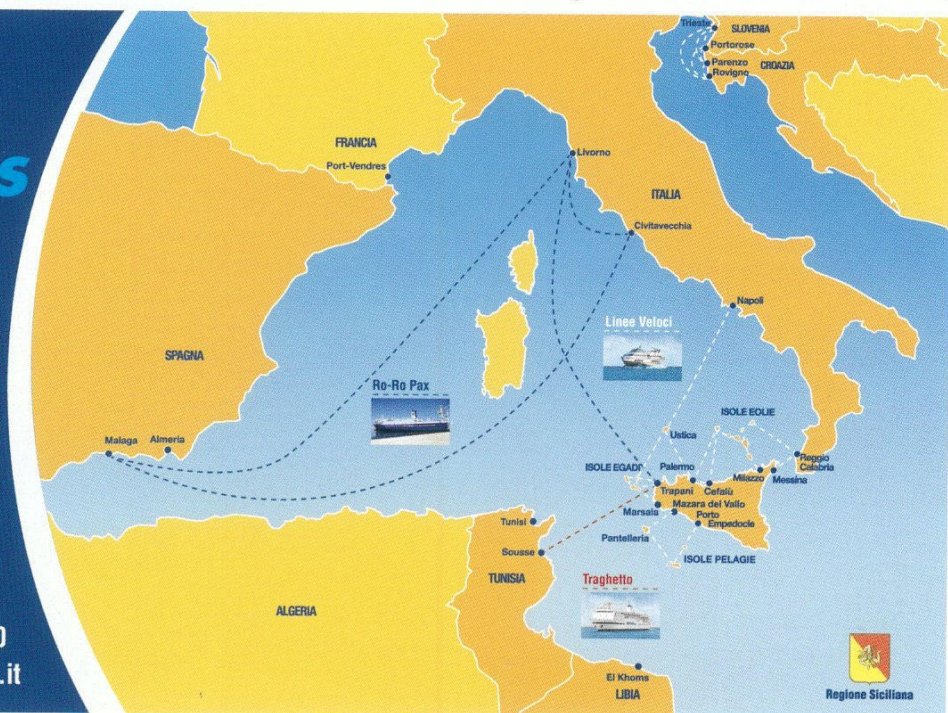 S
Trieste
SLOVENIA
Portorose
Parenzo
CROAZIA
Rovigno
FRANCIA
Port-Vendres
Livorno
ITALIA
Civitavecchia
Napoli
Linee Veloci
SPAGNA
Ro-Ro Pax
ISOLE EOLIE
Malaga
Almeria
Ustica
Reggio
Calabria
ISOLE EGADI
Palermo
Milazzo
Messina
Trapani
Cefalù
Marsala
Mazara del Vallo
Porto
Empedocle
Tunisi
Pantelleria
Sousse
ISOLE PELAGIE
TUNISIA
Traghetto
ALGERIA
.it
El Khoms
LIBIA
Regione Siciliana